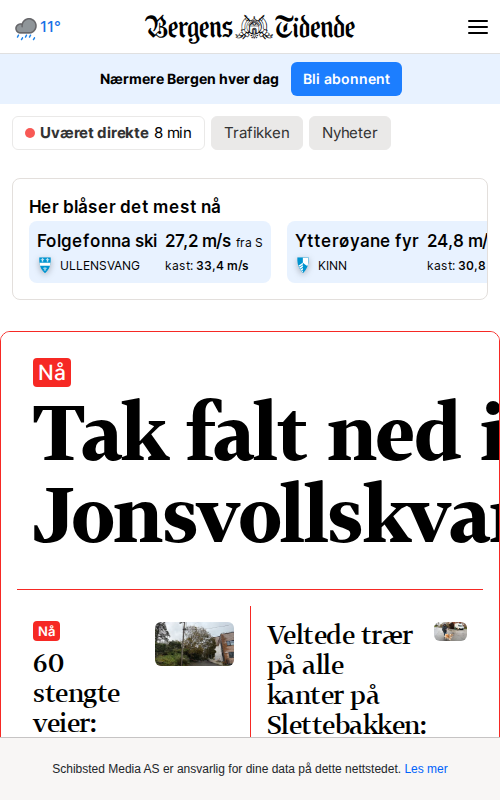 11°
Bergens Tidende
Nærmere Bergen hver dag
Bli abonnent
Uværet direkte 8 min
Trafikken
Nyheter
Her blåser det mest nå
Folgefonna ski 27,2 m/s fra S
ULLENSVANG kast: 33,4 m/s
Ytterøyane fyr 24,8 m/
KINN kast: 30,8
Nå
Tak falt ned i
Jonsvollskva
Nå
60
stengte
veier:
Veltede trær
på alle
kanter på
Slettebakken:
Schibsted Media AS er ansvarlig for dine data på dette nettstedet. Les mer